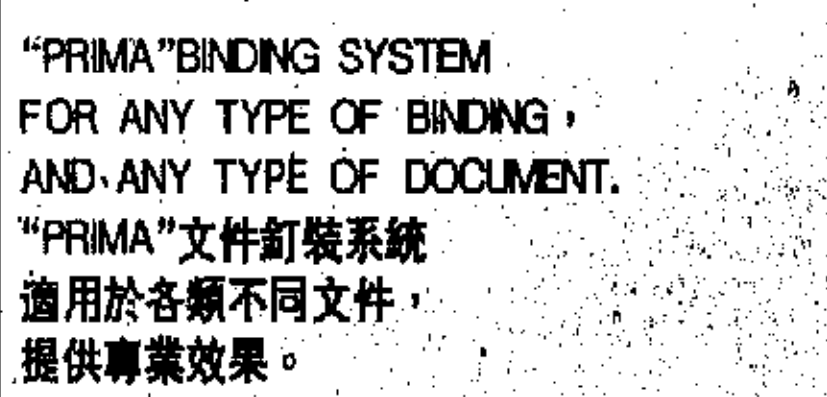 “PRIMA”BINDING SYSTEM
FOR ANY TYPE OF BINDING，
AND ANY TYPE OF DOCUMENT.
“PRIMA”文件釘裝系統
適用於各類不同文件，
提供專業效果。